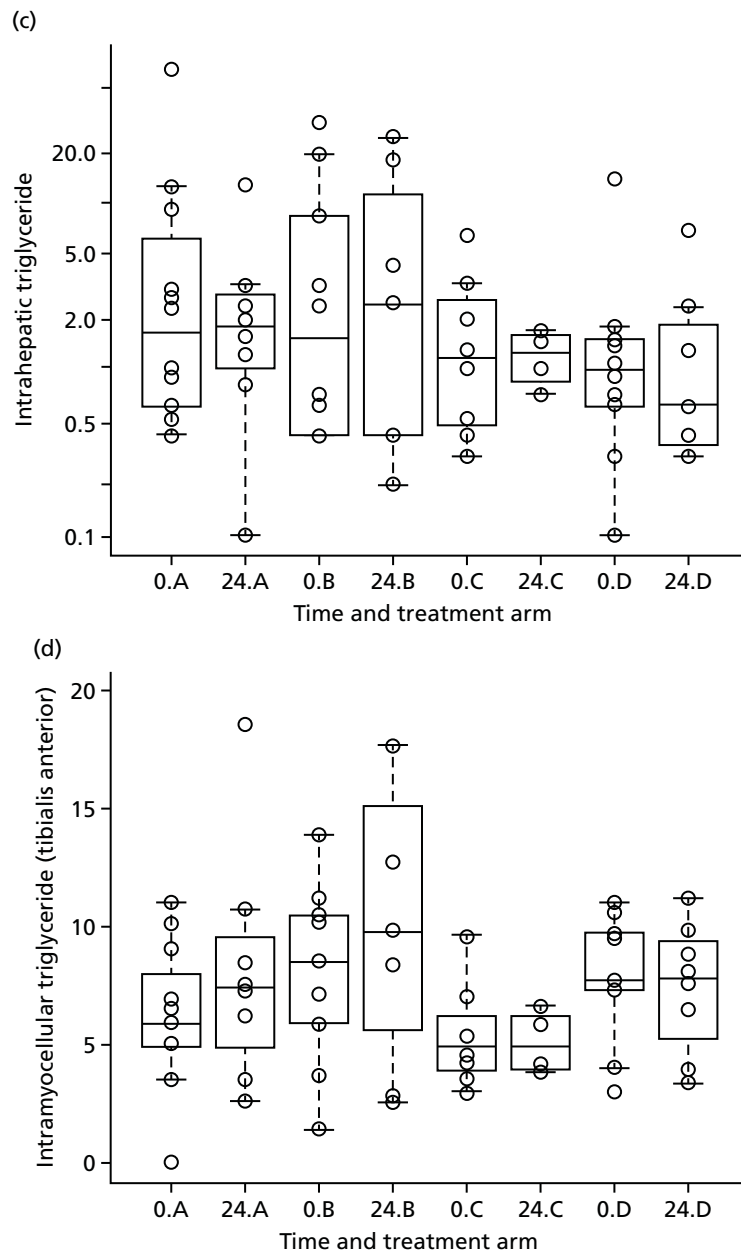 (c)
Intrahepatic triglyceride
20.0
5.0
2.0
0.5
0.1
0.A 24.A 0.B 24.B 0.C 24.C 0.D 24.D
Time and treatment arm
(d)
Intramyocellular triglyceride (tibialis anterior)
20
15
10
5
0
0.A 24.A 0.B 24.B 0.C 24.C 0.D 24.D
Time and treatment arm